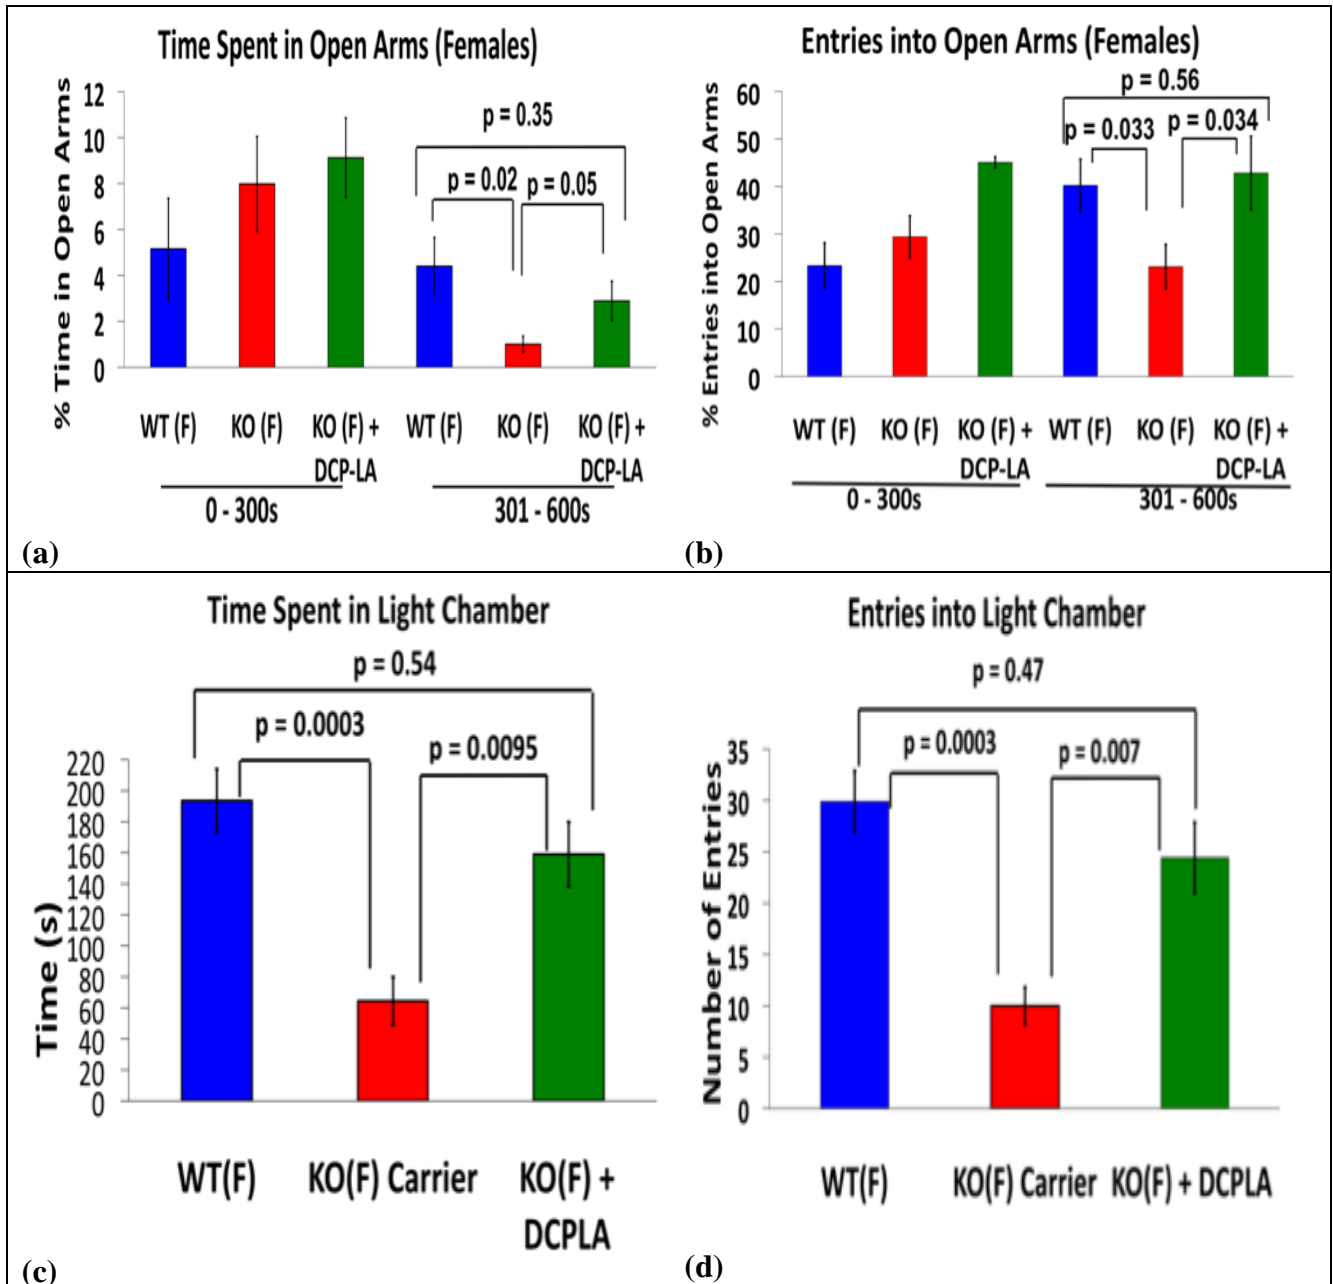 Time Spent in Open Arms (Females)
% Time in Open Arms
12
10
8
6
4
2
0
p = 0.35
p = 0.02
p = 0.05
WT (F)
KO (F)
KO (F) +
DCP-LA
WT (F)
KO (F)
KO (F) +
DCP-LA
0 - 300s
301 - 600s
(a)
Entries into Open Arms (Females)
% Entries into Open Arms
60
50
40
30
20
10
0
p = 0.56
p = 0.033
p = 0.034
WT (F)
KO (F)
KO (F) +
DCP-LA
WT (F)
KO (F)
KO (F) +
DCP-LA
0 - 300s
301 - 600s
(b)
Time Spent in Light Chamber
p = 0.54
p = 0.0003
p = 0.0095
Time (s)
220
200
180
160
140
120
100
80
60
40
20
0
WT(F)
KO(F) Carrier
KO(F) +
DCPLA
(c)
Entries into Light Chamber
p = 0.47
p = 0.0003
p = 0.007
Number of Entries
35
30
25
20
15
10
5
0
WT(F)
KO(F) Carrier
KO(F) + DCPLA
(d)